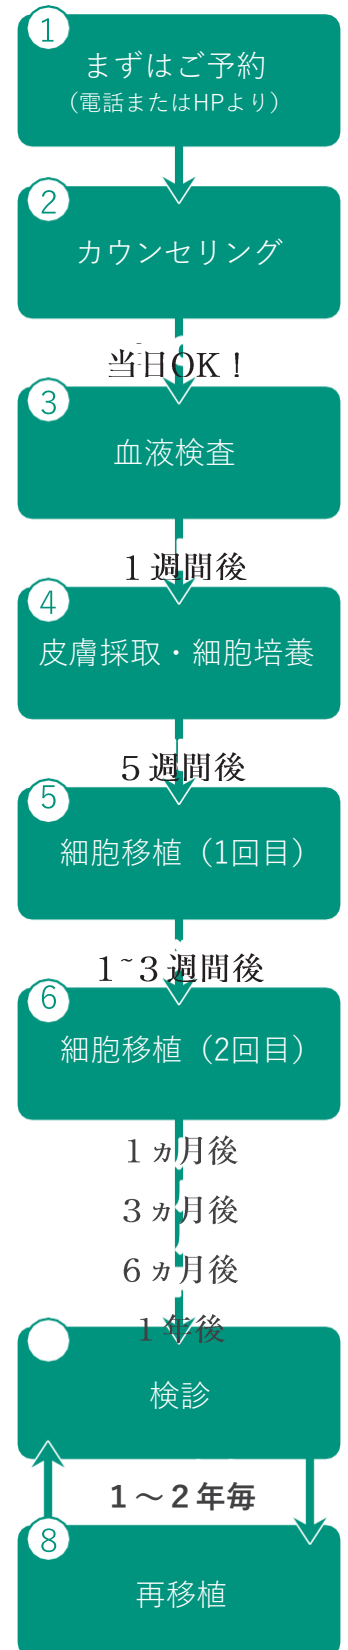 1
まずはご予約
（電話またはHPより）
2
カウンセリング
当日OK！
3
血液検査
１週間後
4
皮膚採取・細胞培養
５週間後
5
細胞移植（1回目）
１~３週間後
6
細胞移植（2回目）
１ヵ月後
３ヵ月後
６ヵ月後
１年後
検診
１～２年毎
8
再移植